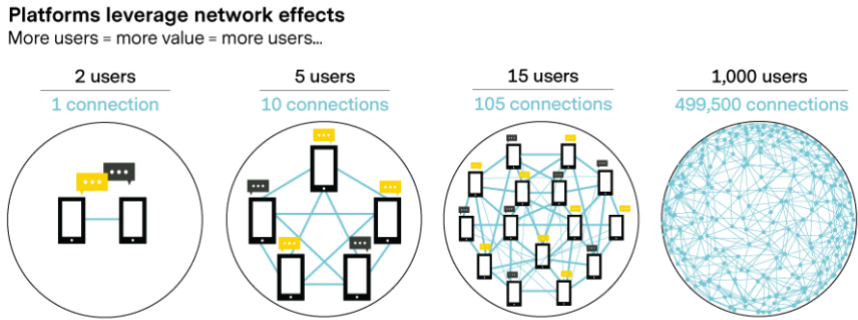 Platforms leverage network effects
More users = more value = more users...
2 users
1 connection
5 users
10 connections
15 users
105 connections
1,000 users
499,500 connections